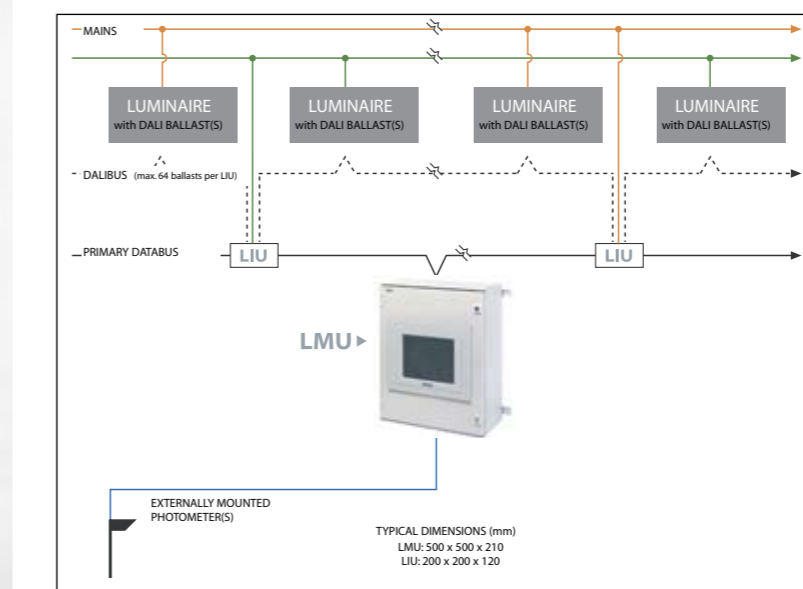 MAINS
LUMINAIRE
with DALI BALLAST(S)
LUMINAIRE
with DALI BALLAST(S)
LUMINAIRE
with DALI BALLAST(S)
LUMINAIRE
with DALI BALLAST(S)
DALIBUS (max. 64 ballasts per LIU)
PRIMARY DATABUS
LIU
LIU
LMU
EXTERNALLY MOUNTED
PHOTOMETER(S)
TYPICAL DIMENSIONS (mm)
LMU: 500 x 500 x 210
LIU: 200 x 200 x 120